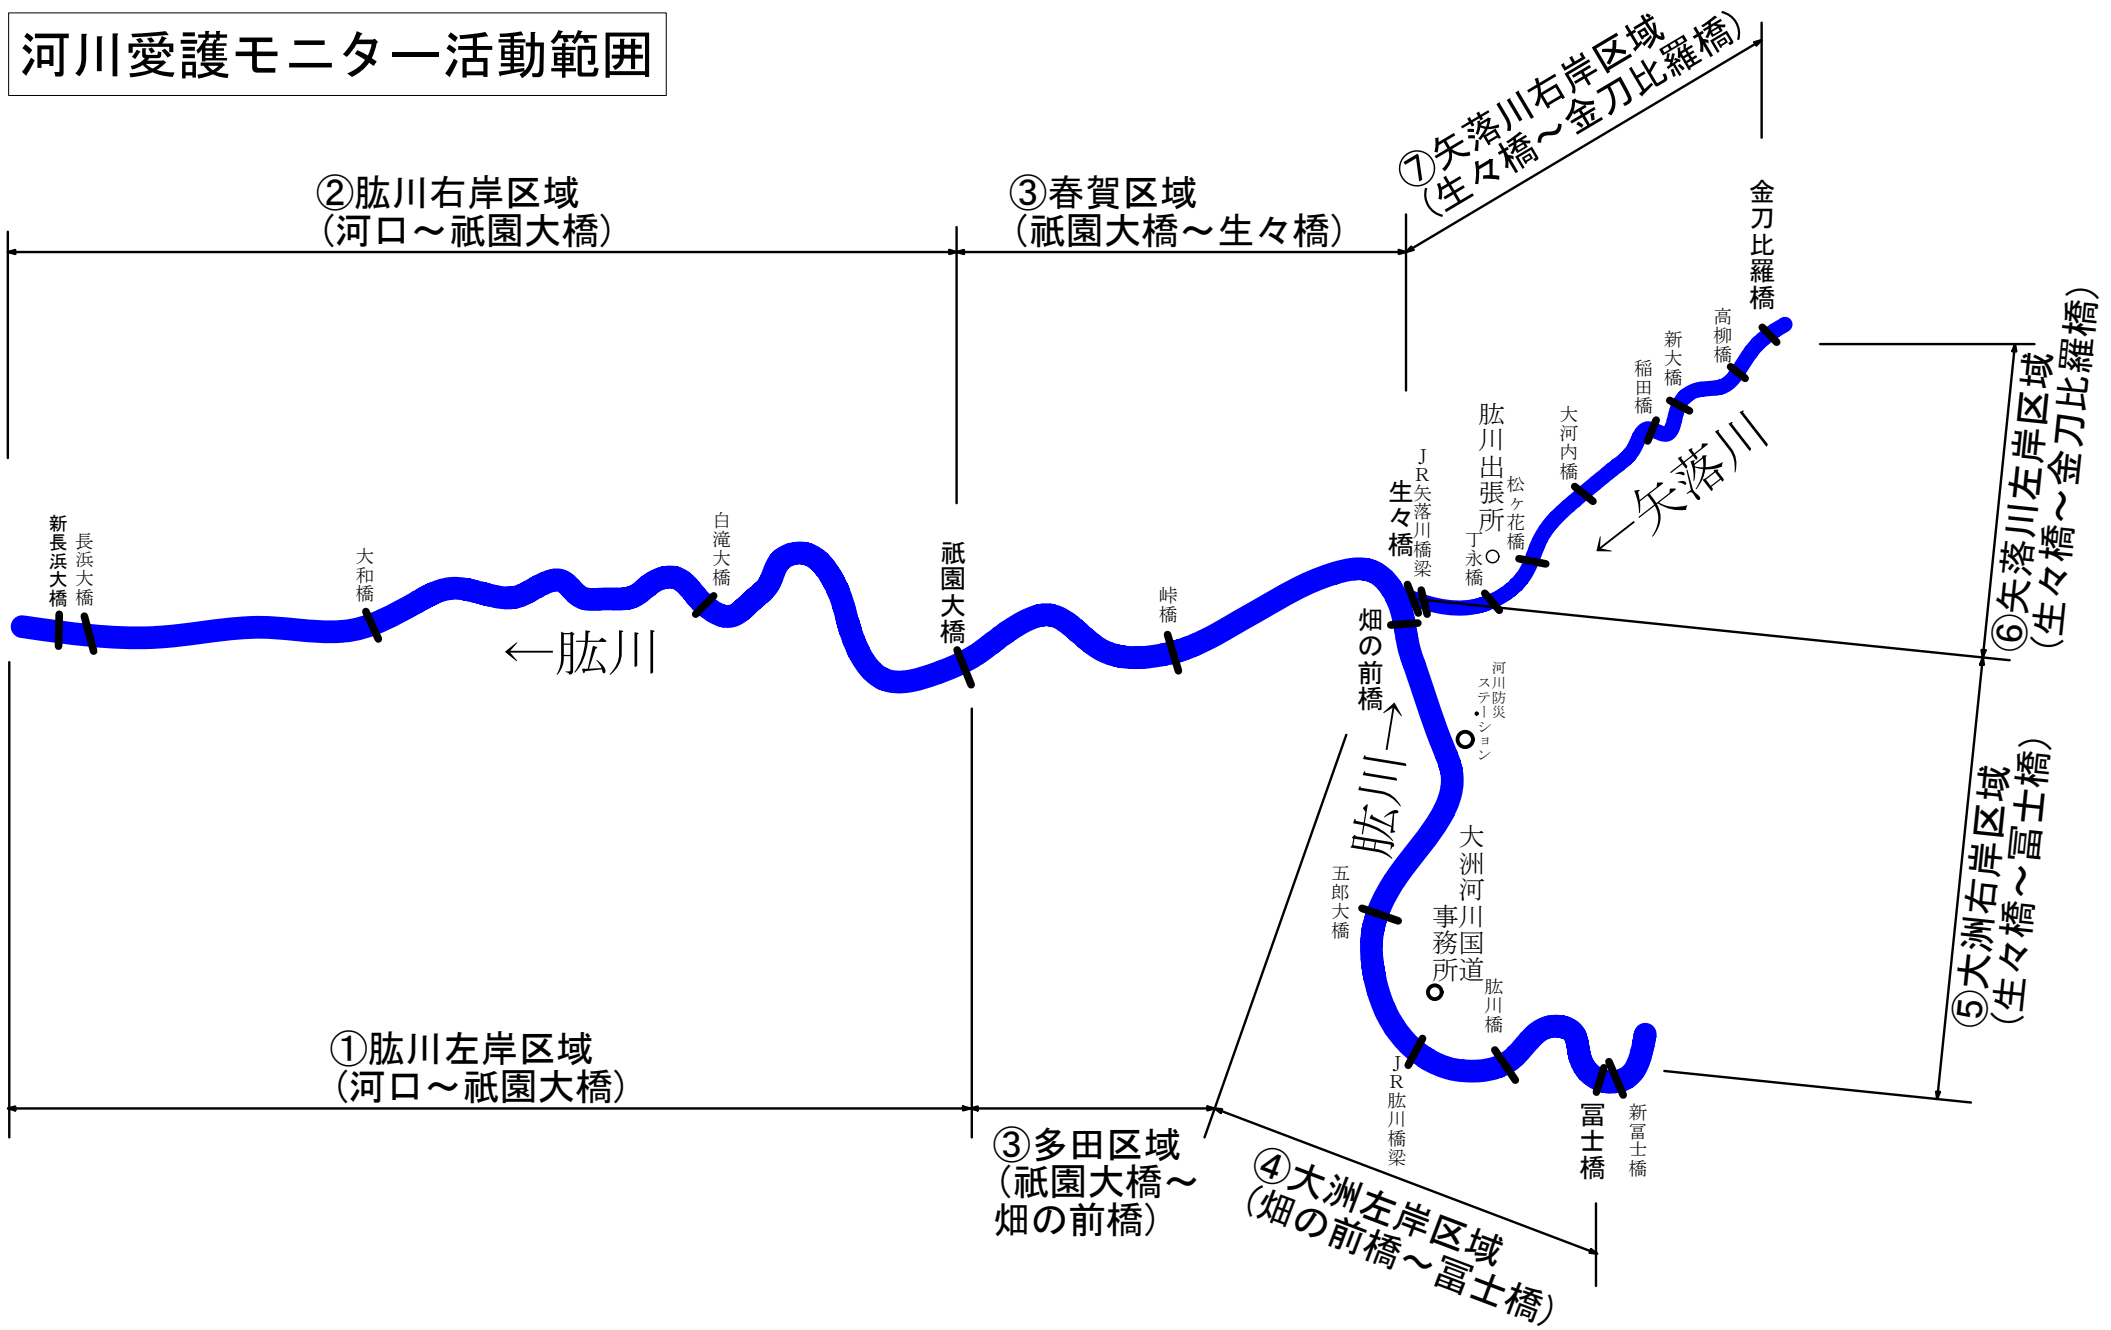 河川愛護モニター活動範囲
②肱川右岸区域
(河口～祇園大橋)
③春賀区域
(祇園大橋～生々橋)
⑦矢落川右岸区域
(生々橋～金刀比羅橋)
金刀比羅橋
高柳橋
新大橋
稲田橋
大河内橋
←矢落川
松ヶ花橋
肱川出張所
丁永橋
JR矢落川橋梁
生々橋
⑥矢落川左岸区域
(生々橋～金刀比羅橋)
新長浜大橋
長浜大橋
大和橋
白滝大橋
祇園大橋
峠橋
畑の前橋
←肱川
河川防災
ステーション
肱川→
五郎大橋
大洲河川国道
事務所
肱川橋
JR肱川橋梁
冨士橋
新冨士橋
⑤大洲右岸区域
(生々橋～冨士橋)
①肱川左岸区域
(河口～祇園大橋)
③多田区域
(祇園大橋～
畑の前橋)
④大洲左岸区域
(畑の前橋～冨士橋)